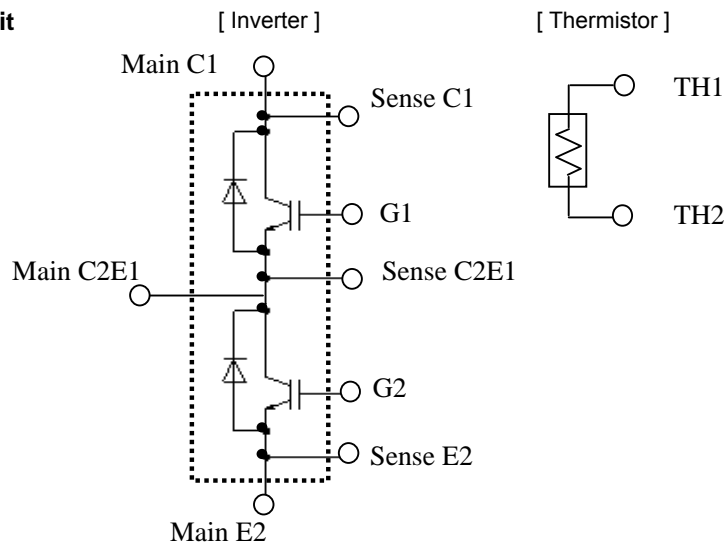 it
[ Inverter ]
[ Thermistor ]
Main C1
Sense C1
TH1
G1
TH2
Main C2E1
Sense C2E1
G2
Sense E2
Main E2